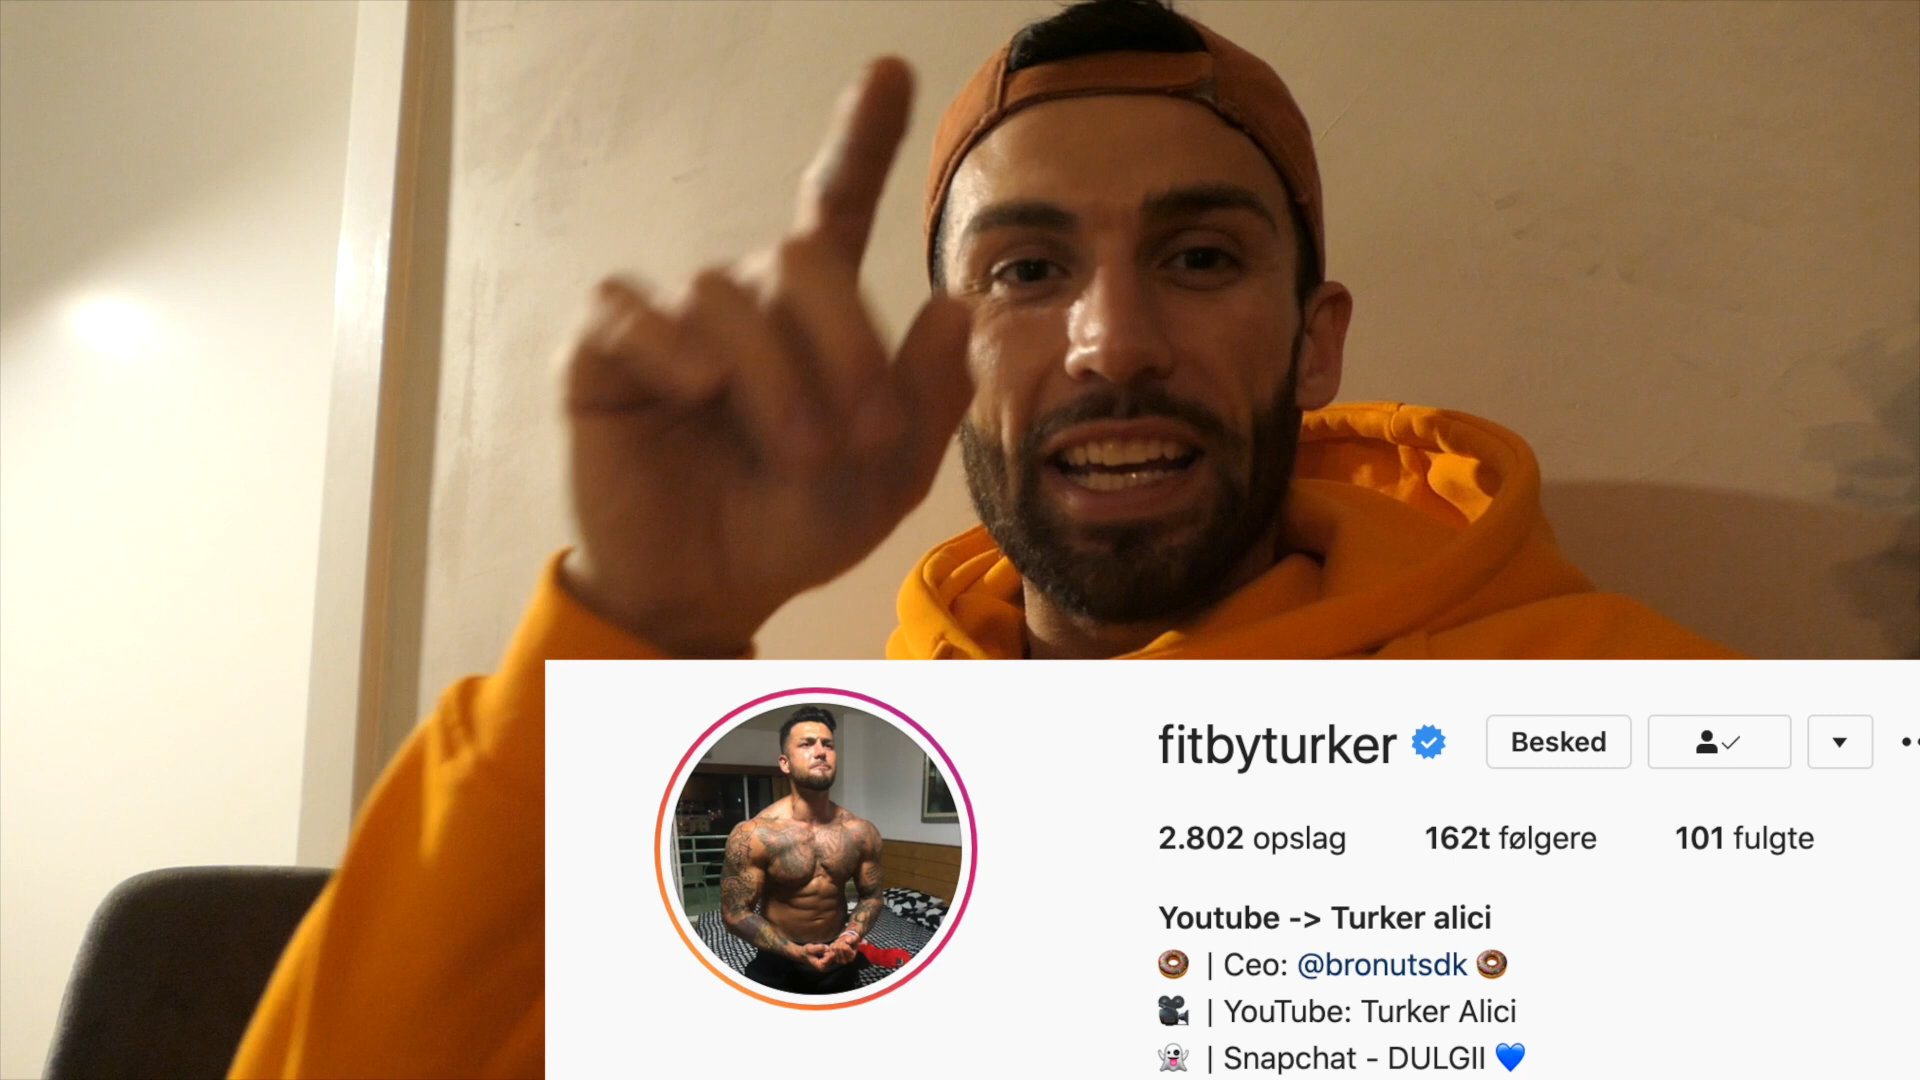 fitbyturker
Besked
2.802 opslag 162t følgere 101 fulgte
Youtube -> Turker alici
🍩 | Ceo: @bronutsdk 🍩
🎥 | YouTube: Turker Alici
👻 | Snapchat - DULGII 💙